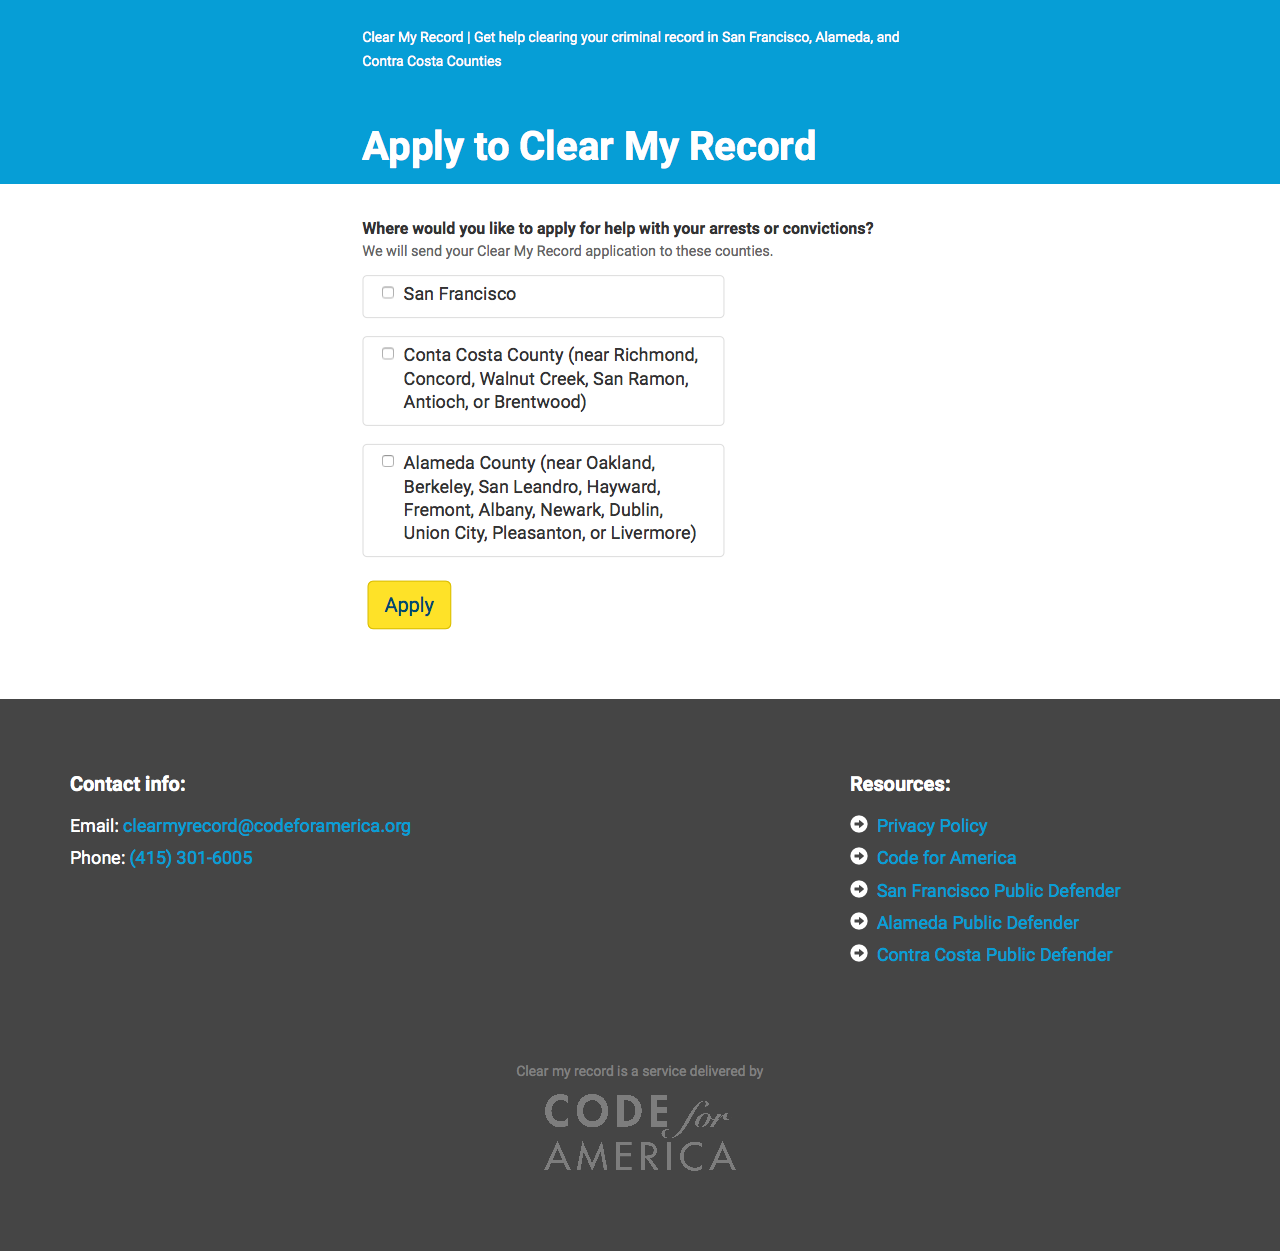 Clear My Record | Get help clearing your criminal record in San Francisco, Alameda, and
Contra Costa Counties
Apply to Clear My Record
Where would you like to apply for help with your arrests or convictions?
We will send your Clear My Record application to these counties.
San Francisco
Conta Costa County (near Richmond,
Concord, Walnut Creek, San Ramon,
Antioch, or Brentwood)
Alameda County (near Oakland,
Berkeley, San Leandro, Hayward,
Fremont, Albany, Newark, Dublin,
Union City, Pleasanton, or Livermore)
Apply
Contact info:
Email: clearmyrecord@codeforamerica.org
Phone: (415) 301-6005
Resources:
Privacy Policy
Code for America
San Francisco Public Defender
Alameda Public Defender
Contra Costa Public Defender
Clear my record is a service delivered by
CODE for
AMERICA